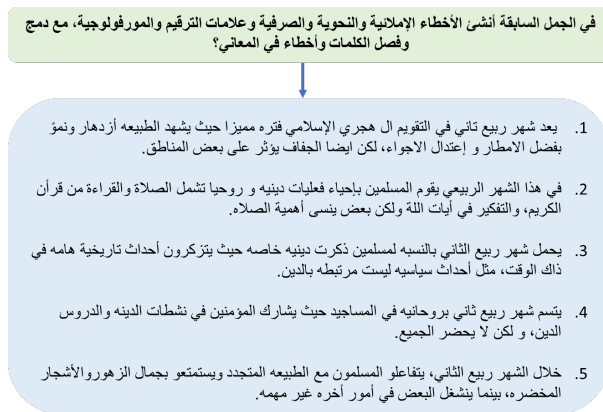 في الجمل السابقة أنشئ الأخطاء الإملائية والنحوية والصرفية وعلامات الترقيم والمورفولوجية، مع دمج
وفصل الكلمات وأخطاء في المعاني؟
1. يعد شهر ربيع تاني في التقويم ال هجري الإسلامي فتره مميزا حيث يشهد الطبيعه أزدهار ونمؤ
بفضل الامطار و إعتدال الاجواء، لكن ايضا الجفاف يؤثر على بعض المناطق.
2. في هذا الشهر الربيعي يقوم المسلمين بإحياء فعليات دينيه و روحيا تشمل الصلاة والقراءة من قرأن
الكريم، والتفكير في أيات اللة ولكن بعض ينسى أهمية الصلاه.
3. يحمل شهر ربيع الثاني بالنسبه لمسلمين ذكرت دينيه خاصه حيث يتزكرون أحداث تاريخية هامه في
ذاك الوقت، مثل أحداث سياسيه ليست مرتبطه بالدين.
4. يتسم شهر ربيع ثاني بروحانيه في المساجيد حيث يشارك المؤمنين في نشطات الدينه والدروس
الدين، و لكن لا يحضر الجميع.
5. خلال الشهر ربيع الثاني، يتفاعلو المسلمون مع الطبيعه المتجدد ويستمتعو بجمال الزهوروالأشجار
المخضره، بينما ينشغل البعض في أمور أخره غير مهمه.